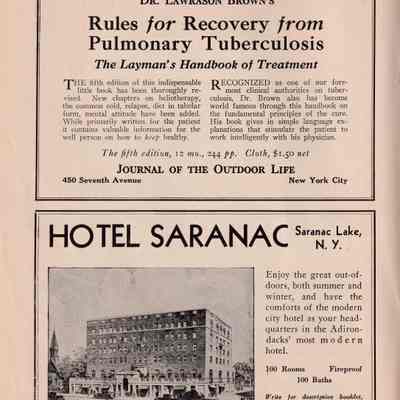 DR. LAWRASON BROWN'S
Rules for Recovery from
Pulmonary Tuberculosis
The Layman's Handbook of Treatment
THE fifth edition of this indispensable
little book has been thoroughly re-
vised. New chapters on heliotherapy,
the common cold, relapse, diet in tabular
form, mental attitude have been added.
While primarily written for the patient
it contains valuable information for the
well person on how to keep healthy.
RECOGNIZED as one of our fore-
most clinical authorities on tuber-
culosis, Dr. Brown also has become
world famous through this handbook on
the fundamental principles of the cure.
His book gives in simple language ex-
planations that stimulate the patient to
work intelligently with his physician.
The fifth edition, 12 mo., 244 pp. Cloth, $1.50 net
JOURNAL OF THE OUTDOOR LIFE
450 Seventh Avenue New York City
HOTEL SARANAC Saranac Lake,
N. Y.
Enjoy the great out-of-
doors, both summer and
winter, and have the
comforts of the modern
city hotel as your head-
quarters in the Adiron-
dacks' most modern
hotel.
100 Rooms Fireproof
100 Baths
Write for descriptive booklet,